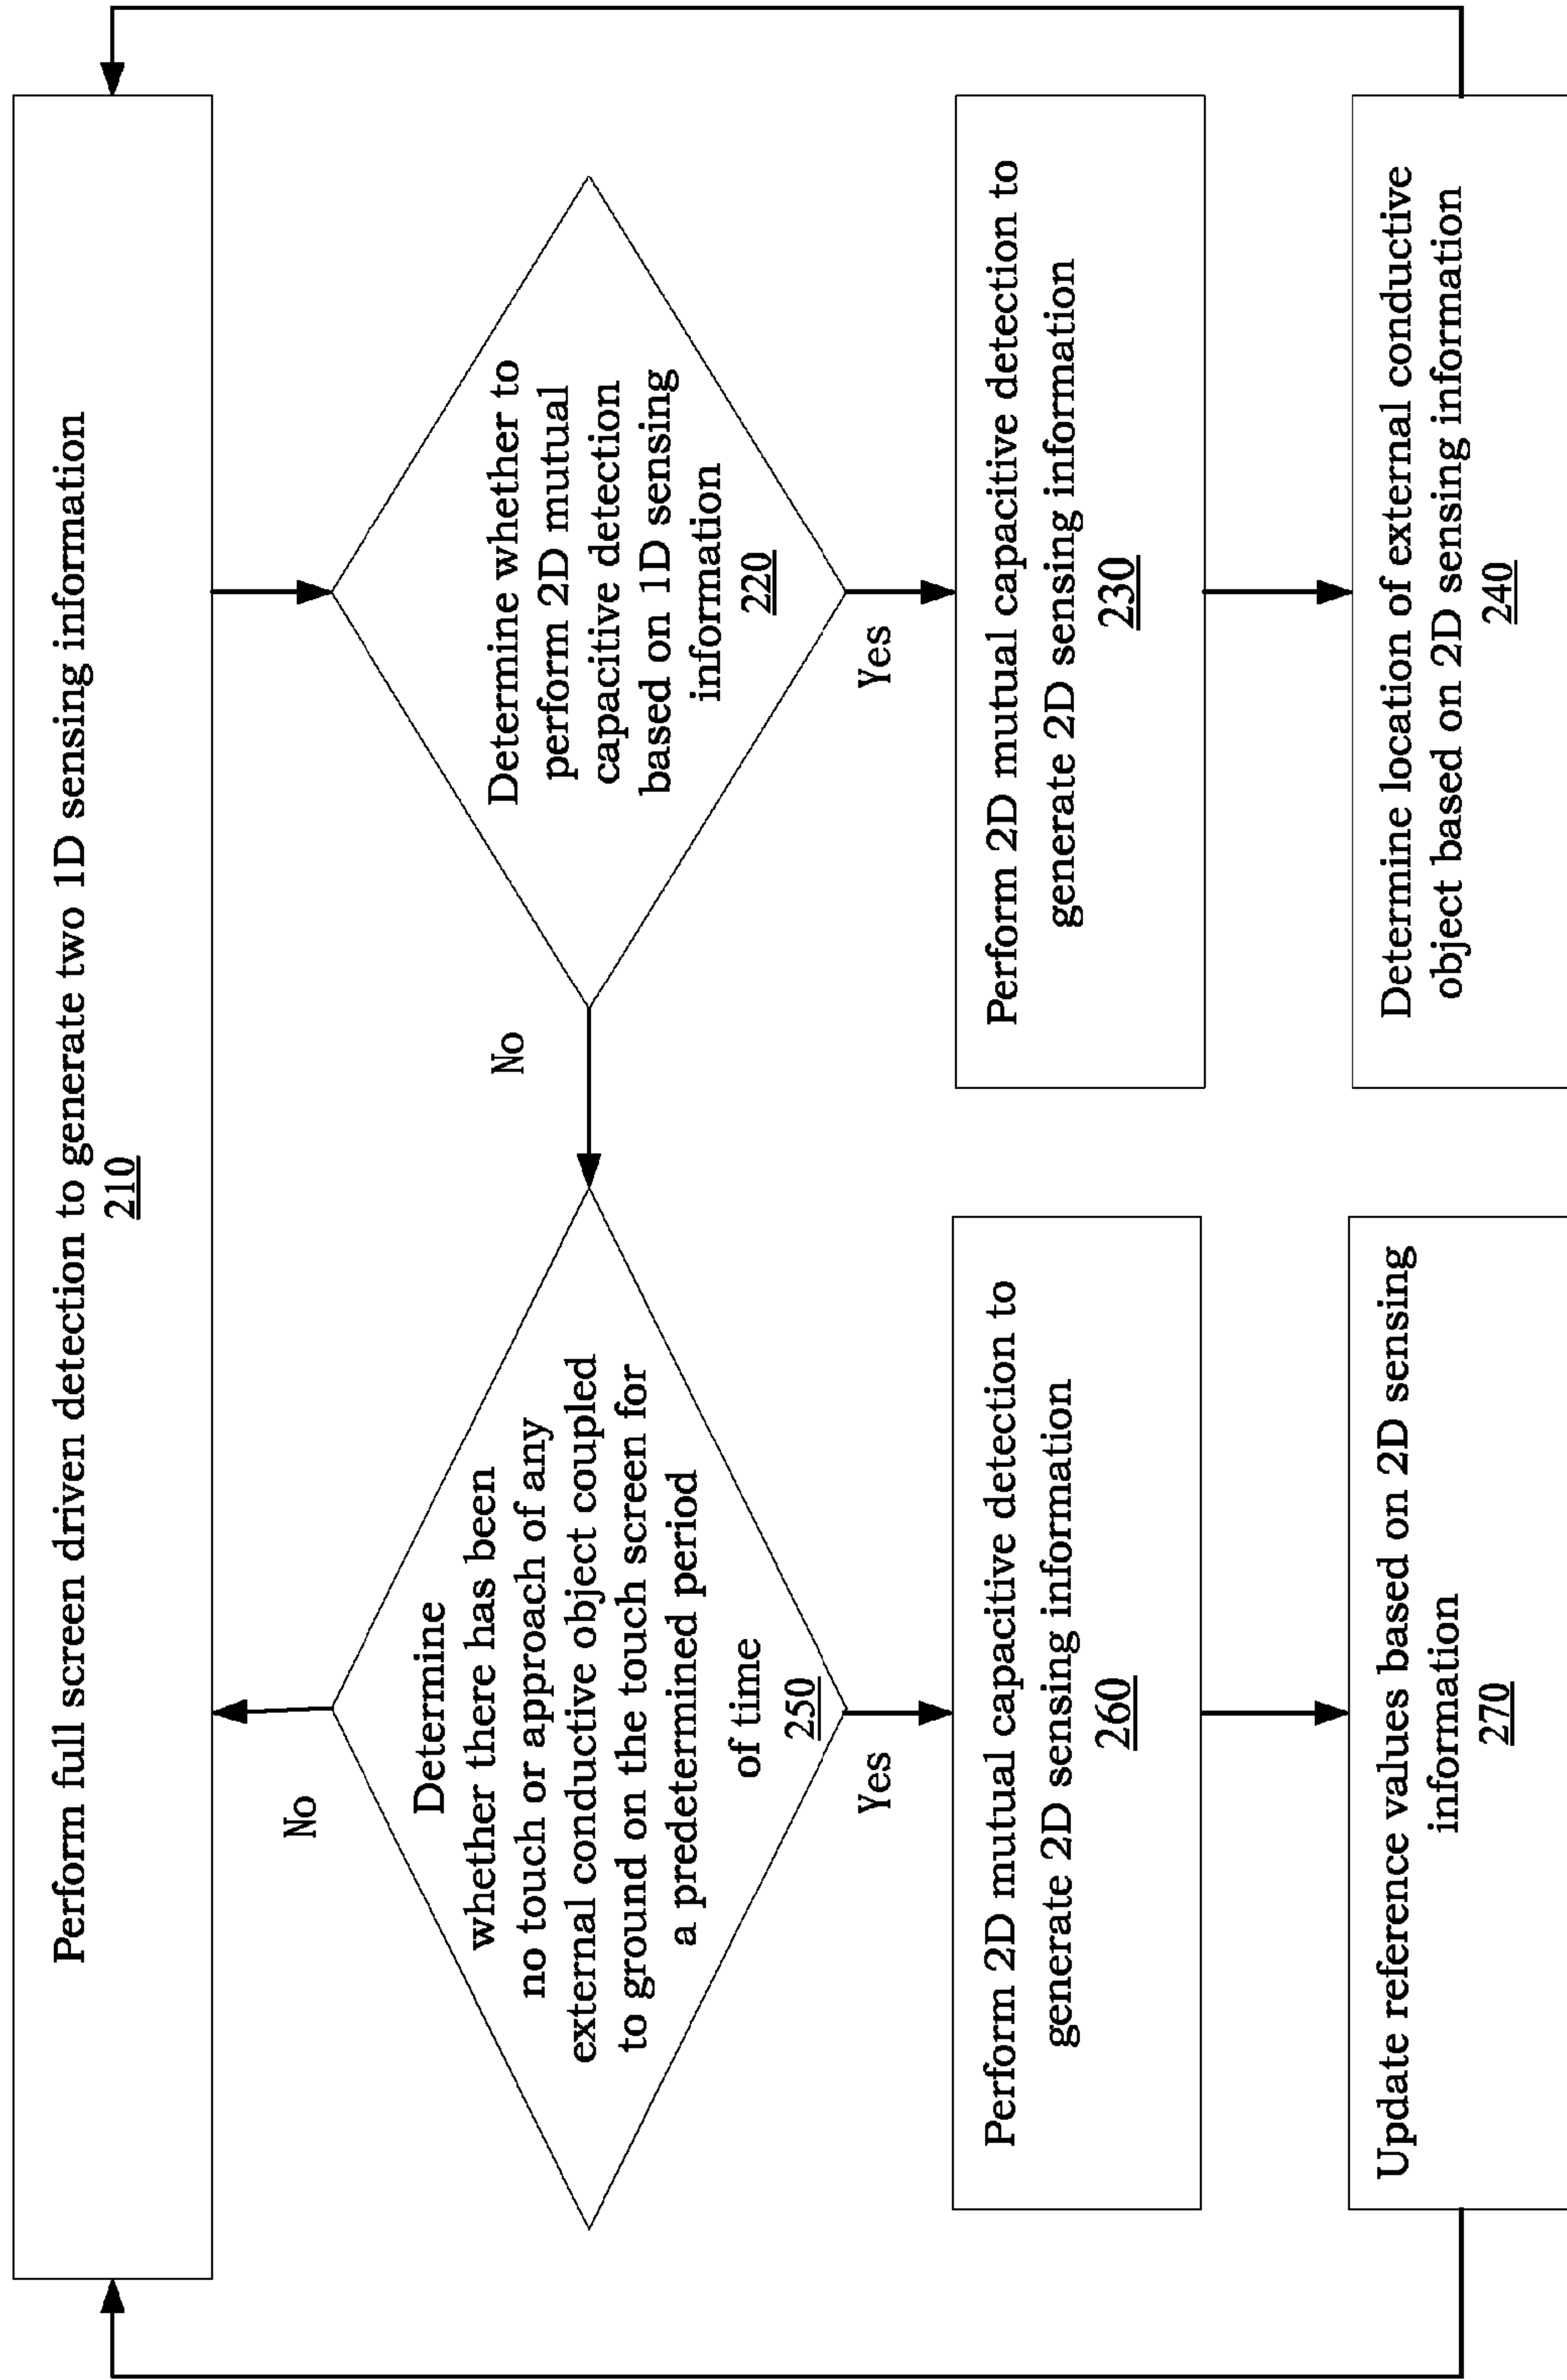 Perform full screen driven detection to generate two 1D sensing information
210
No
Determine
whether there has been
no touch or approach of any
external conductive object coupled
to ground on the touch screen for
a predetermined period
of time
250
Yes
No
Determine whether to
perform 2D mutual
capacitive detection
based on 1D sensing
information
220
Yes
Perform 2D mutual capacitive detection to
generate 2D sensing information
260
Perform 2D mutual capacitive detection to
generate 2D sensing information
230
Update reference values based on 2D sensing
information
270
Determine location of external conductive
object based on 2D sensing information
240